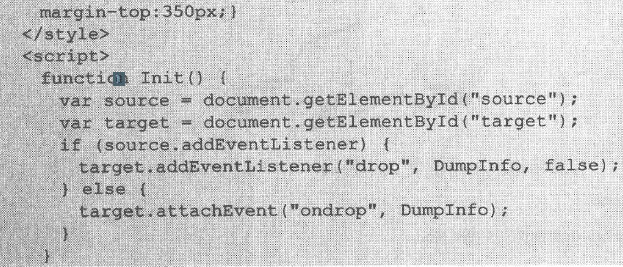 margin-top:350px;}
</style>
<script>
function Init() {
var source = document.getElementById("source");
var target = document.getElementById("target");
if (source.addEventListener) {
target.addEventListener("drop", DumpInfo, false);
} else {
target.attachEvent("ondrop", DumpInfo);
}
}